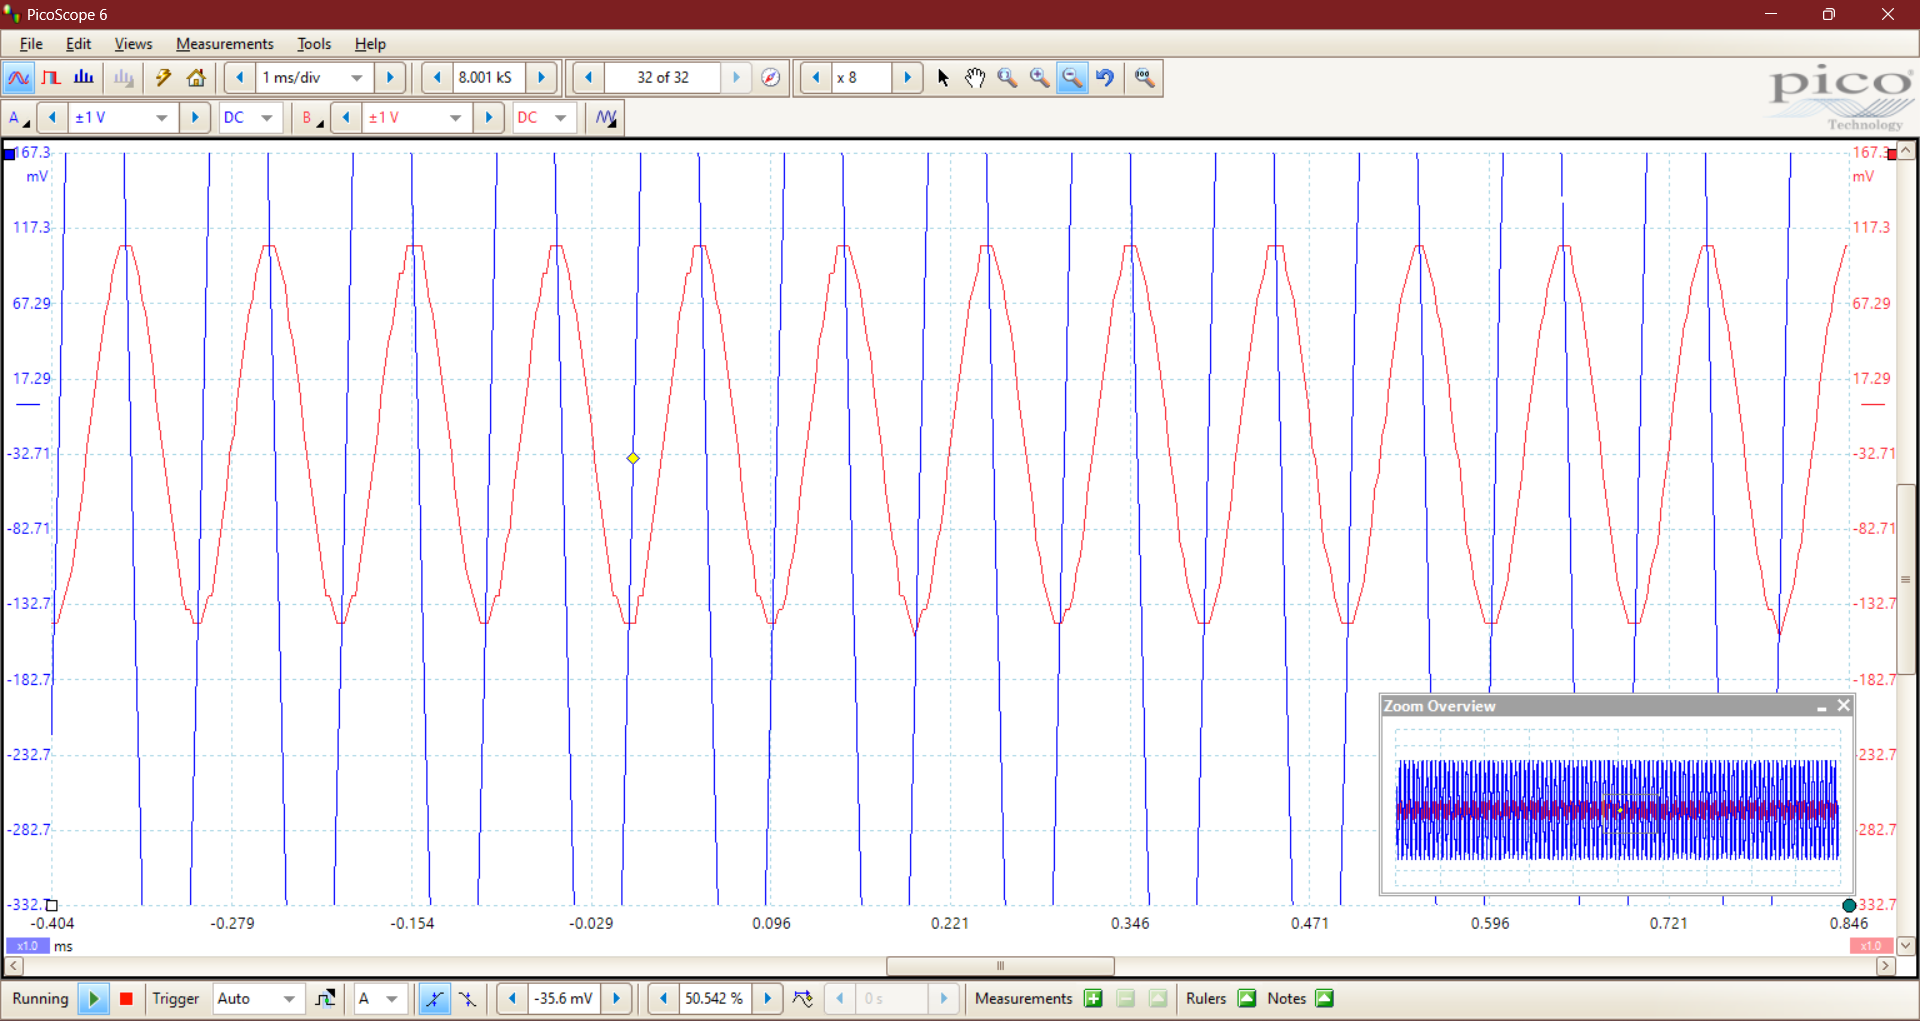 PicoScope 6
File Edit Views Measurements Tools Help
1 ms/div 8.001 kS 32 of 32 x 8
pico
Technology
A ±1 V DC B ±1 V DC
167.3 167.3
mV mV
117.3 117.3
67.29 67.29
17.29 17.29
-32.71 -32.71
-82.71 -82.71
-132.7 -132.7
-182.7 -182.7
Zoom Overview
-232.7 -232.7
-282.7 -282.7
-332.7 -332.7
-0.404 -0.279 -0.154 -0.029 0.096 0.221 0.346 0.471 0.596 0.721 0.846
x1.0 ms x1.0
Running Trigger Auto A -35.6 mV 50.542 % 0 s Measurements Rulers Notes